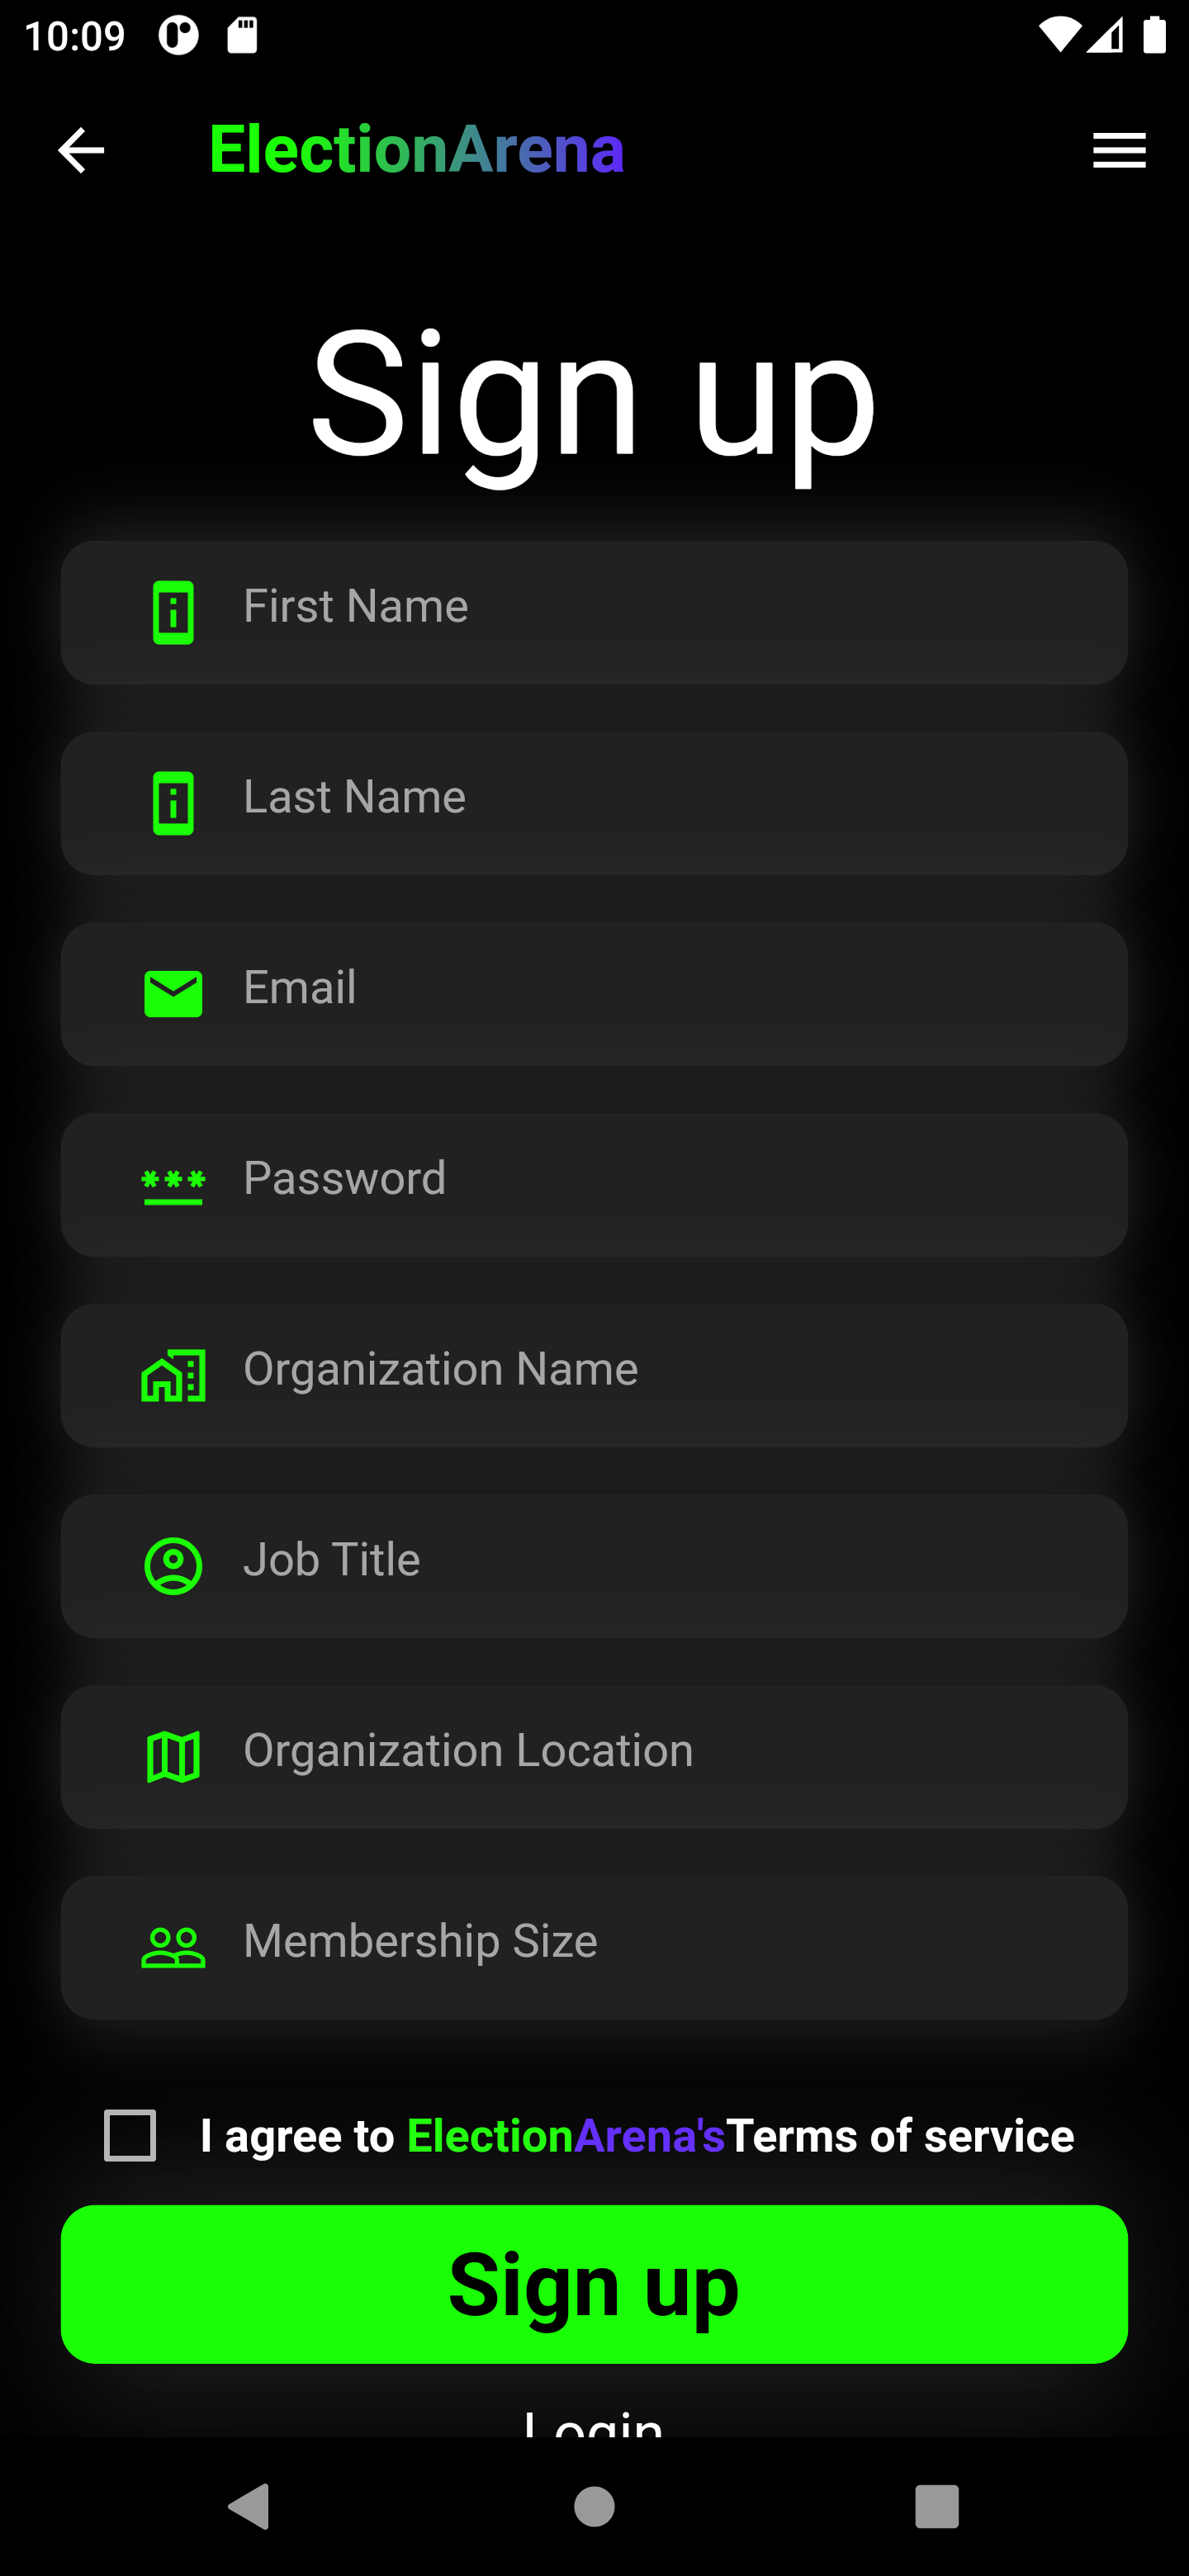 10:09
ElectionArena
Sign up
First Name
Last Name
Email
Password
Organization Name
Job Title
Organization Location
Membership Size
I agree to ElectionArena'sTerms of service
Sign up
Login